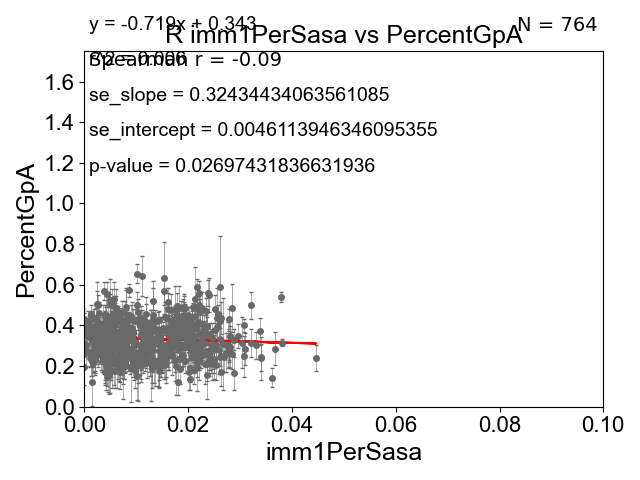 y = -0.719x + 0.343
N = 764
R imm1PerSasa vs PercentGpA
Spearman r = -0.09
se_slope = 0.32434434063561085
se_intercept = 0.0046113946346095355
p-value = 0.02697431836631936
PercentGpA
1.6
1.4
1.2
1.0
0.8
0.6
0.4
0.2
0.0
0.00
0.02
0.04
0.06
0.08
0.10
imm1PerSasa